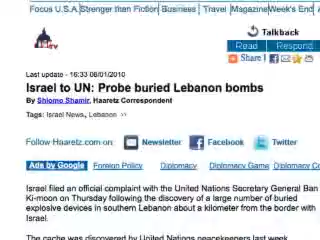 Focus U.S.A. Stronger than Fiction Business Travel Magazine Week's End
TV
Talkback
Read Respond
Share
Last update - 16:33 08/01/2010
Israel to UN: Probe buried Lebanon bombs
By Shlomo Shamir, Haaretz Correspondent
Tags: Israel News, Lebanon
Follow Haaretz.com on: Newsletter Facebook Twitter
Ads by Google Foreign Policy Diplomacy Diplomacy Game Diplomacy Co
Israel filed an official complaint with the United Nations Secretary General Ban
Ki-moon on Thursday following the discovery of a large number of buried
explosive devices in southern Lebanon about a kilometer from the border with
Israel.
The cache was discovered by United Nations peacekeepers last week